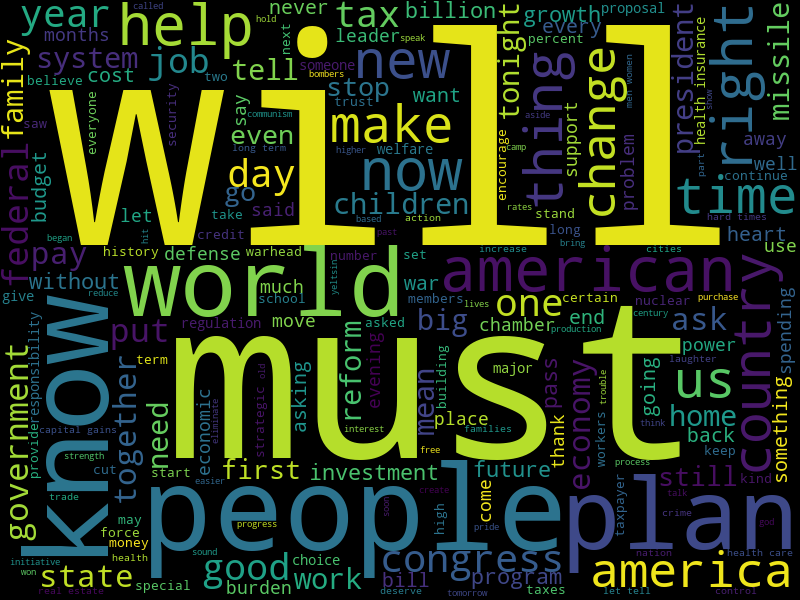 year
months
help
never
someone
next
hold
called
tax
leader
speak
billion
growth
percent
tonight
every
proposal
two
president
men women
health insurance
show
right
missile
family
system
believe
cost
job
tell
bombers
stop
trust
new
want
change
thing
support
problem
away
well
continue
part
saw
everyone
security
say
even
communism
long term
make
higher
welfare
camp
encourage
aside
rates
stand
now
day
go
children
time
hard times
federal
budget
let
take
said
based
action
long
bring
heart
use
pay
began
history
hit
credit
defense
warhead
yeltsin
number
past
set
war
increase
cities
american
country
spending
will
without
give
reduce
world
much
school
members
lives
one
certain
nuclear
purchase
century
know
put
regulation
move
asked
big
chamber
production
end
ask
power
laughter
must
government
responsibility
provide
together
term
need
economic
eliminate
strategic
old
asking
reform
evening
mean
building
major
place
economy
pass
trouble
us
going
home
back
think
keep
something
kind
capital gains
strength
trade
cut
start
first
interest
investment
free
families
future
thank
workers
process
still
people
plan
may
force
money
health
easier
progress
soon
create
high
come
pride
taxpayer
talk
crime
god
initiative
won
state
special
real estate
sound
good
burden
choice
work
deserve
congress
bill
program
tomorrow
taxes
nation
health care
america
let tell
control